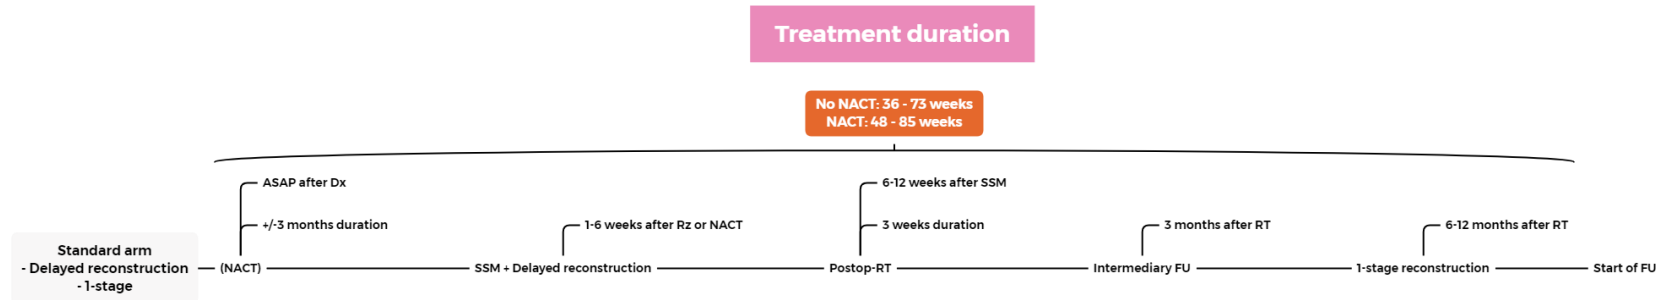 Treatment duration
No NACT: 36 - 73 weeks
NACT: 48 - 85 weeks
ASAP after Dx
6-12 weeks after SSM
+/-3 months duration
1-6 weeks after Rz or NACT
3 weeks duration
3 months after RT
6-12 months after RT
Standard arm
- Delayed reconstruction
- 1-stage
(NACT)
SSM + Delayed reconstruction
Postop-RT
Intermediary FU
1-stage reconstruction
Start of FU